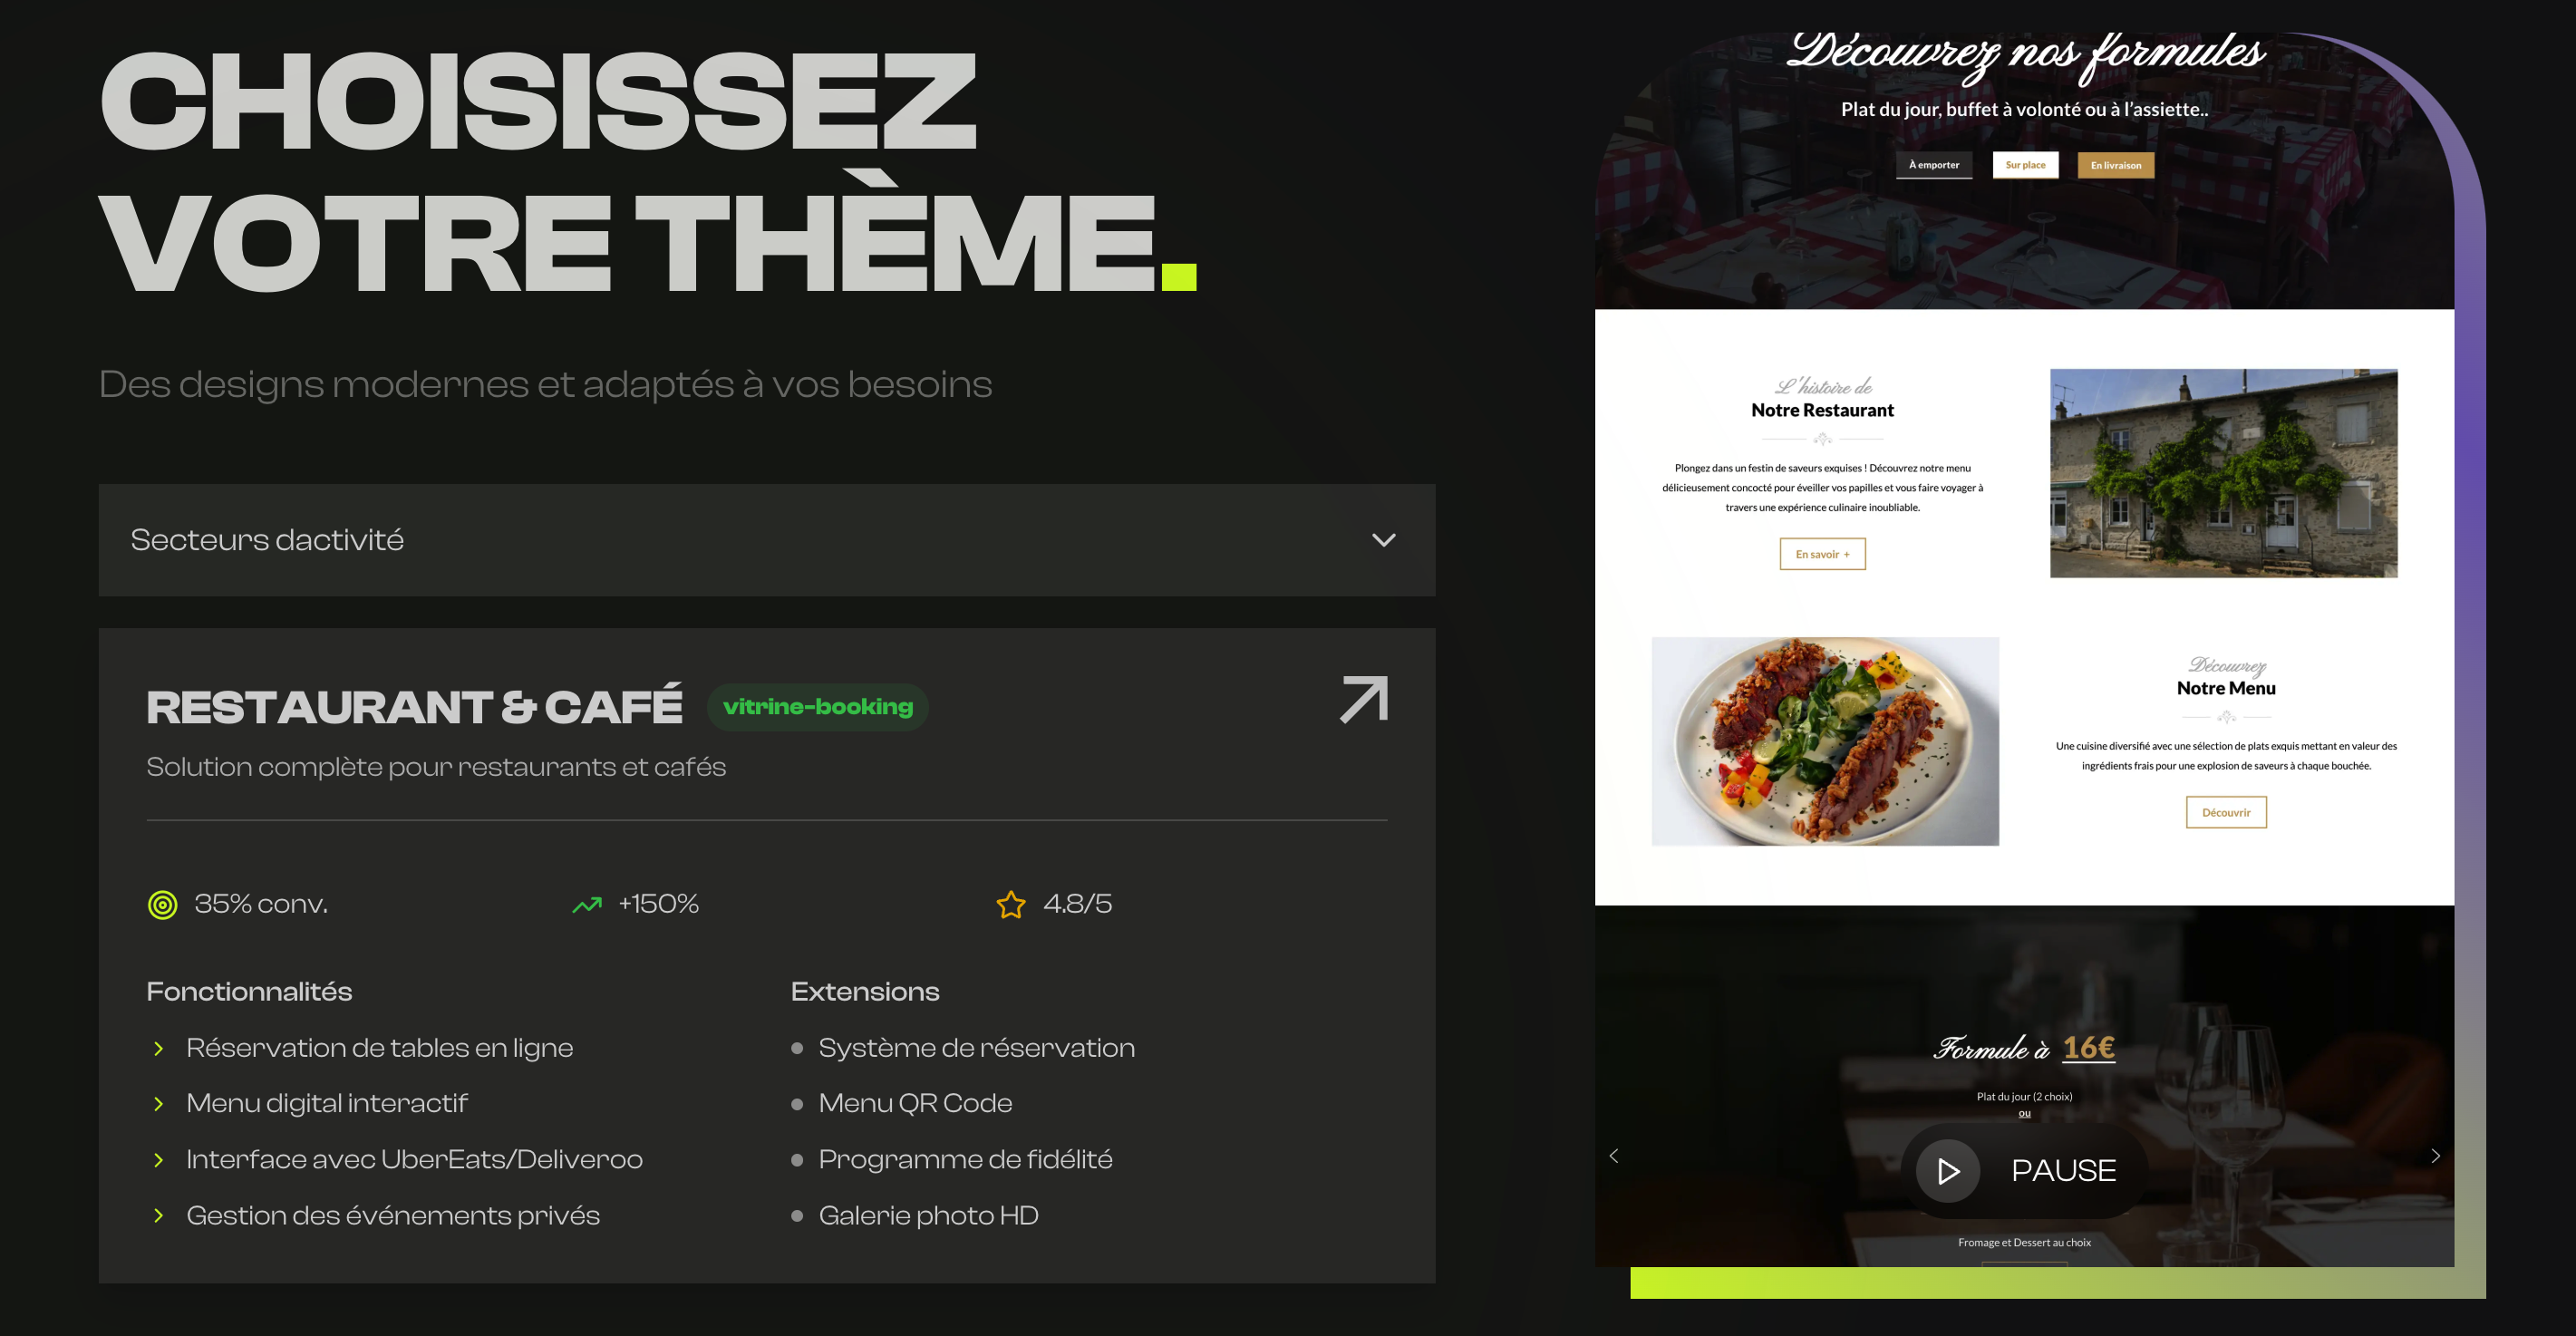 CHOISISSEZ
VOTRE THÈME.
Des designs modernes et adaptés à vos besoins
Secteurs dactivité
RESTAURANT & CAFÉ
vitrine-booking
Solution complète pour restaurants et cafés
35% conv.
+150%
4.8/5
Fonctionnalités
Réservation de tables en ligne
Menu digital interactif
Interface avec UberEats/Deliveroo
Gestion des événements privés
Extensions
Système de réservation
Menu QR Code
Programme de fidélité
Galerie photo HD
Découvrez nos formules
Plat du jour, buffet à volonté ou à l'assiette..
À emporter
Sur place
En livraison
L'histoire de
Notre Restaurant
Plongez dans un festin de saveurs exquises ! Découvrez notre menu
délicieusement concocté pour éveiller vos papilles et vous faire voyager à
travers une expérience culinaire inoubliable.
En savoir +
Découvrez
Notre Menu
Une cuisine diversifié avec une sélection de plats exquis mettant en valeur des
ingrédients frais pour une explosion de saveurs à chaque bouchée.
Découvrir
Formule à 16€
Plat du jour (2 choix)
ou
PAUSE
Fromage et Dessert au choix